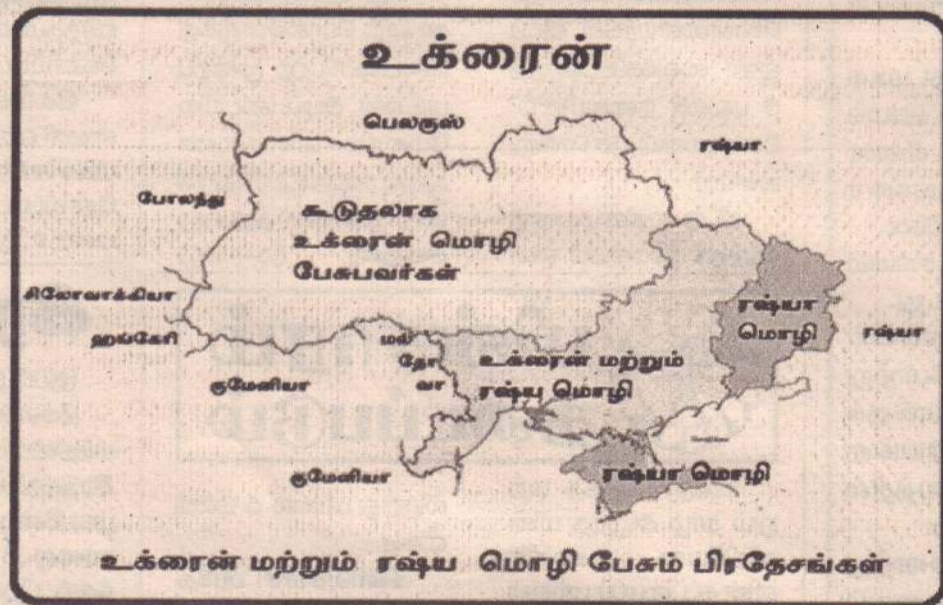 உக்ரைன்
பெலகுஸ்
ரஷ்யா
போலந்து
கூடுதலாக
உக்ரைன் மொழி
பேசுபவர்கள்
சிலோவாக்கியா
ரஷ்யா
மொழி
ரஷ்யா
ஹங்கேரி
மல்
தோ
வா
உக்ரைன் மற்றும்
ரஷ்யு மொழி
குமேனியா
குமேனியா
ரஷ்யா மொழி
உக்ரைன் மற்றும் ரஷ்ய மொழி பேசும் பிரதேசங்கள்